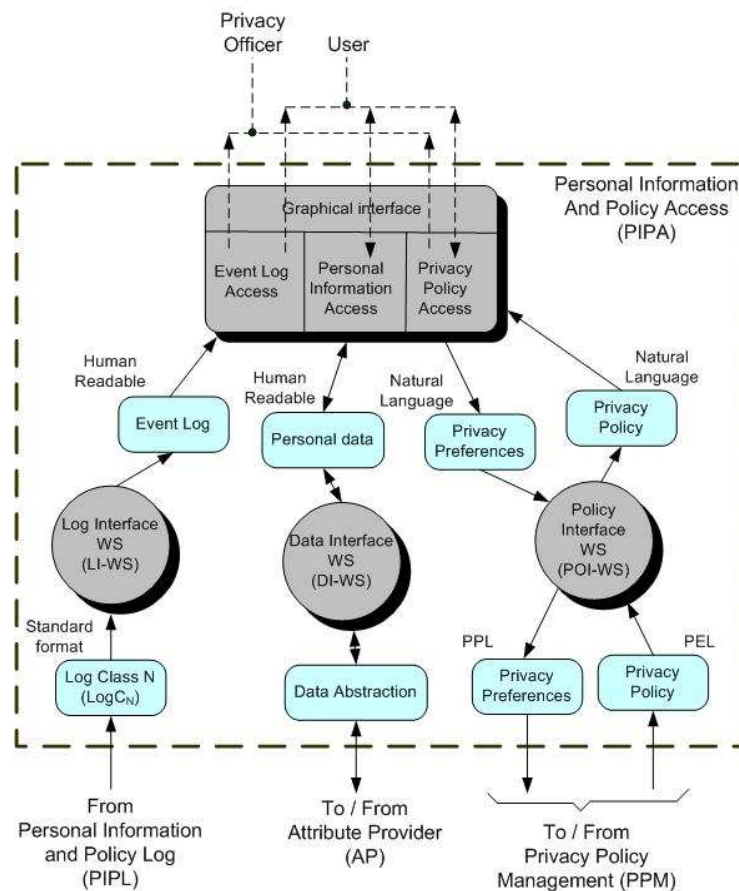 Privacy
Officer
User
Personal Information
And Policy Access
(PIPA)
Graphical interface
Event Log
Access
Personal
Information
Access
Privacy
Policy
Access
Human
Readable
Human
Readable
Natural
Language
Natural
Language
Event Log
Personal data
Privacy
Preferences
Privacy
Policy
Log Interface
WS
(LI-WS)
Data Interface
WS
(DI-WS)
Policy
Interface
WS
(POI-WS)
Standard
format
PPL
PEL
Log Class N
(LogCN)
Data Abstraction
Privacy
Preferences
Privacy
Policy
From
Personal Information
and Policy Log
(PIPL)
To / From
Attribute Provider
(AP)
To / From
Privacy Policy
Management (PPM)